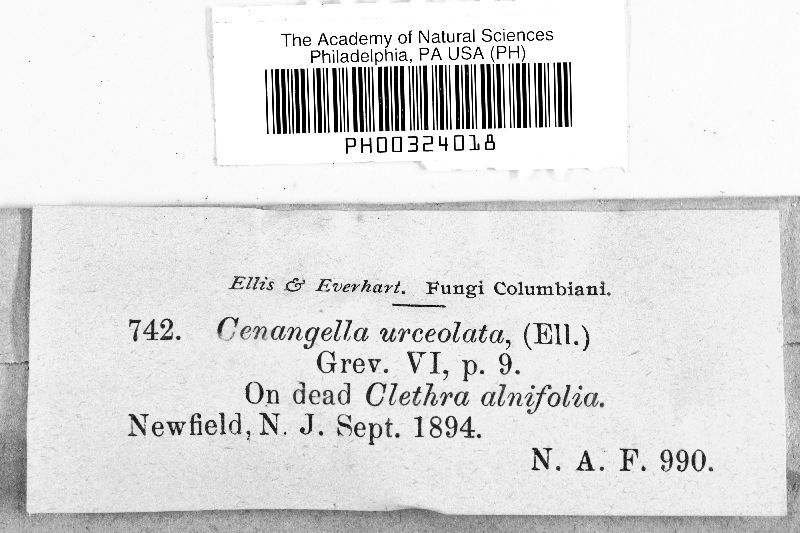 The Academy of Natural Sciences
Philadelphia, PA USA (PH)
PH00324018
Ellis & Everhart. Fungi Columbiani.
742. Cenangella urceolata, (Ell.)
Grev. VI, p. 9.
On dead Clethra alnifolia.
Newfield, N. J. Sept. 1894.
N. A. F. 990.